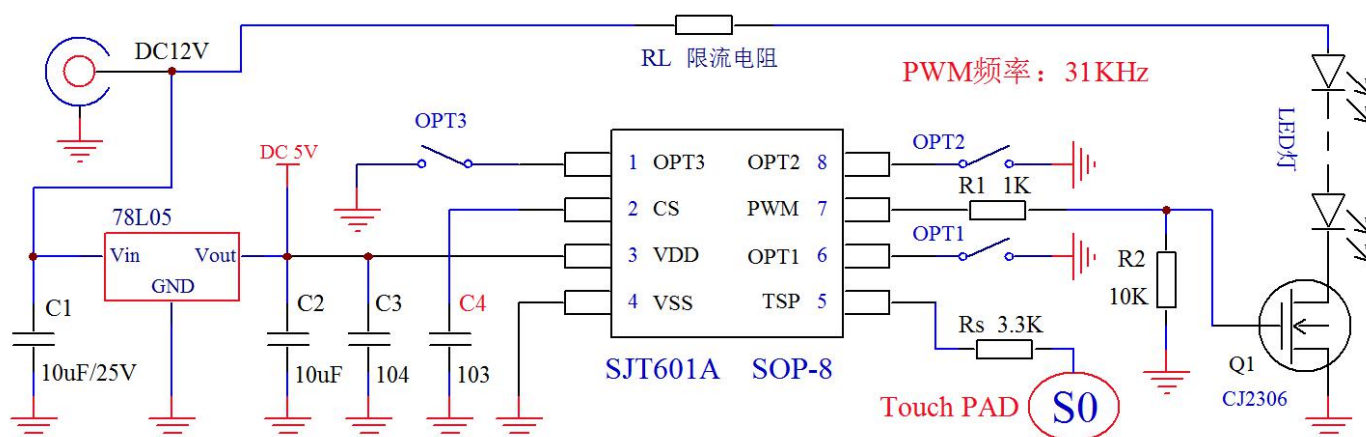 DC12V
RL 限流电阻
PWM频率：31KHz
OPT3
DC 5V
78L05
Vin
Vout
GND
C1
10uF/25V
C2
10uF
C3
104
C4
103
1 OPT3
2 CS
3 VDD
4 VSS
OPT2 8
PWM 7
OPT1 6
TSP 5
SJT601A SOP-8
OPT2
R1 1K
OPT1
R2
10K
Rs 3.3K
Touch PAD S0
LED灯
Q1
CJ2306